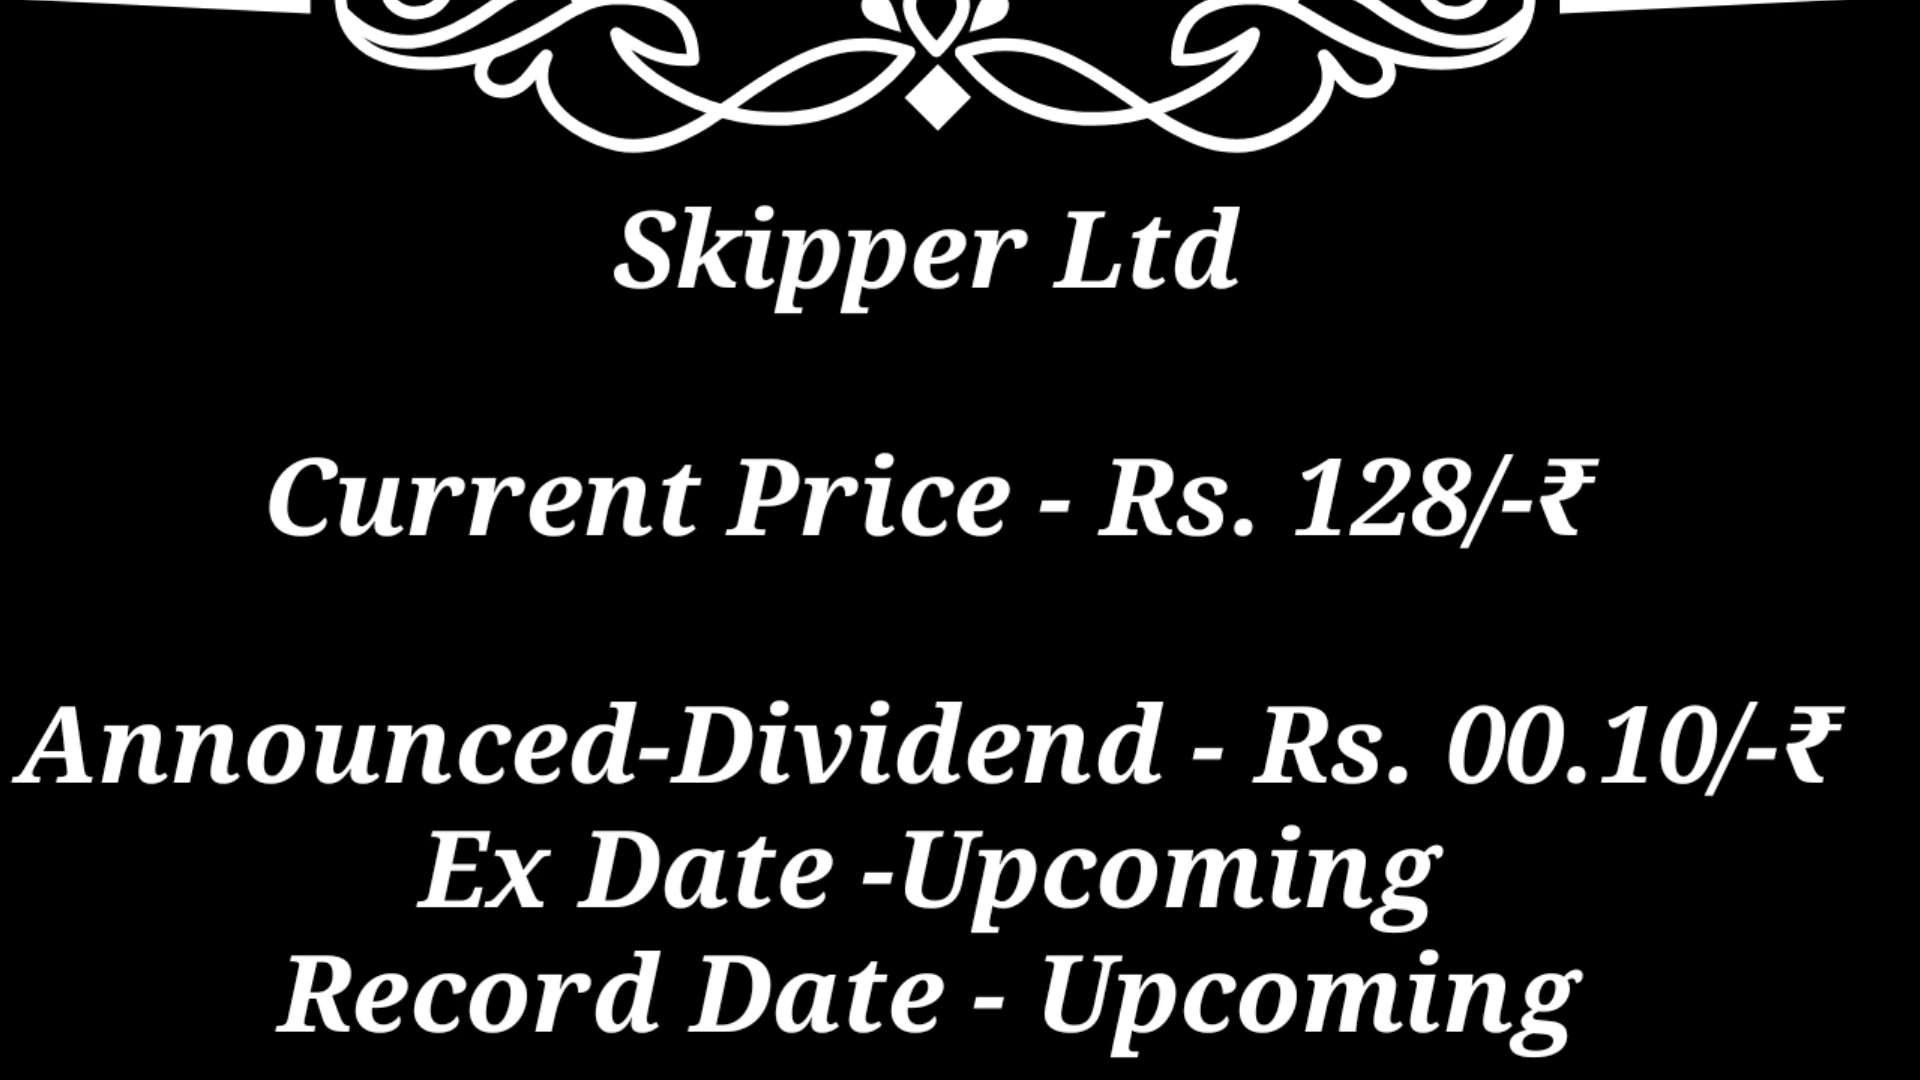 Skipper Ltd
Current Price - Rs. 128/-₹
Announced-Dividend - Rs. 00.10/-₹
Ex Date -Upcoming
Record Date - Upcoming